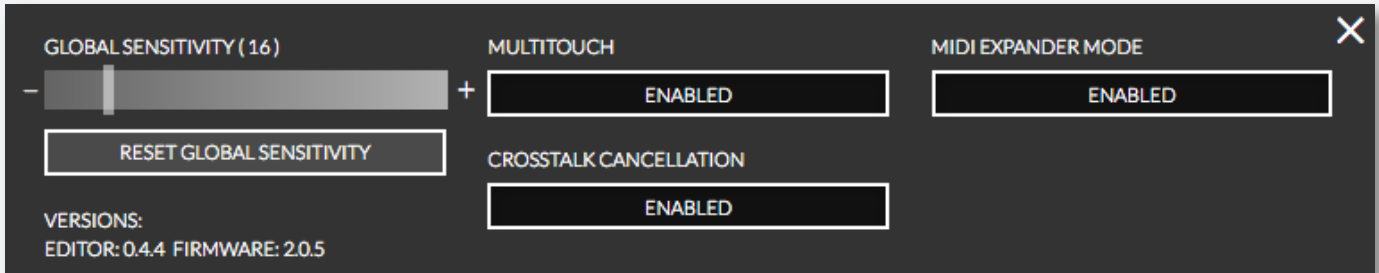 GLOBAL SENSITIVITY ( 16 )
– +
RESET GLOBAL SENSITIVITY
VERSIONS:
EDITOR: 0.4.4 FIRMWARE: 2.0.5
MULTITOUCH
ENABLED
CROSSTALK CANCELLATION
ENABLED
MIDI EXPANDER MODE
ENABLED